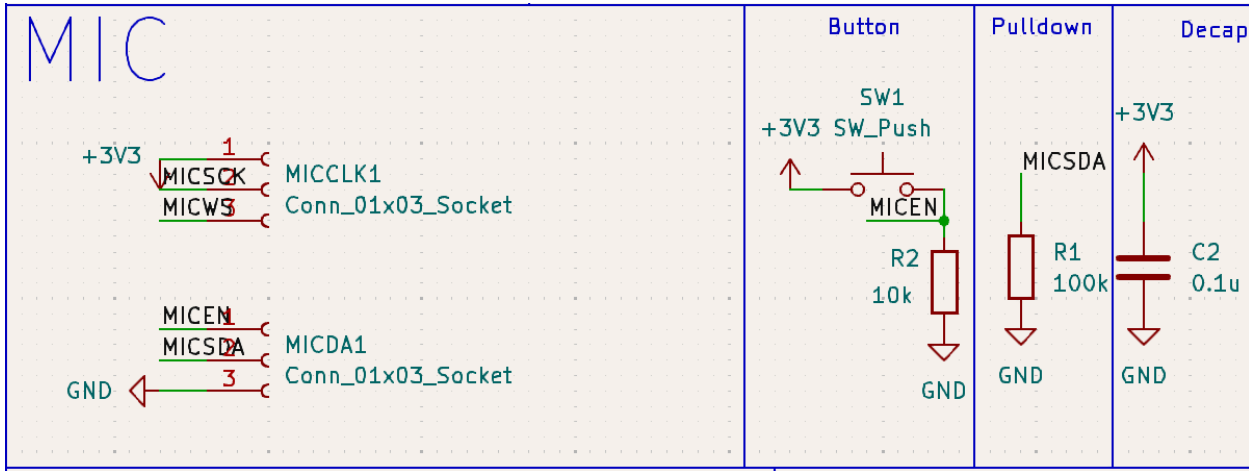 MIC
+3V3
1
MICSCK
2
MICWS
3
MICCLK1
Conn_01x03_Socket
MICEN
1
MICSDA
2
GND
3
MICDA1
Conn_01x03_Socket
Button
SW1
+3V3 SW_Push
MICEN
R2
10k
GND
Pulldown
MICSDA
R1
100k
GND
Decap
+3V3
C2
0.1u
GND